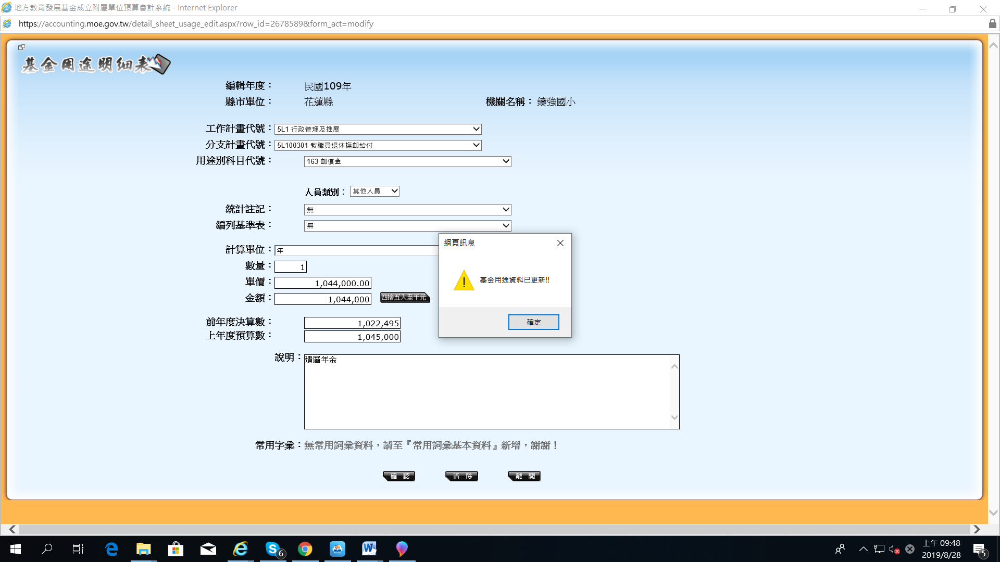 地方教育發展基金成立附屬單位預算會計系統 - Internet Explorer
https://accounting.moe.gov.tw/detail_sheet_usage_edit.aspx?row_id=2678589&form_act=modify
基金用途明細表
編輯年度： 民國109年
縣市單位： 花蓮縣 機關名稱： 鑄強國小
工作計畫代號： 5L1 行政管理及推展
分支計畫代號： 5L100301 教職員退休撫卹給付
用途別科目代號： 163 卹償金
人員類別： 其他人員
統計註記： 無
編列基準表： 無
網頁訊息
計算單位： 年
數量： 1
基金用途資料已更新!!
單價： 1,044,000.00
金額： 1,044,000 四捨五入至千元
確定
前年度決算數： 1,022,495
上年度預算數： 1,045,000
說明： 遺屬年金
常用字彙： 無常用詞彙資料，請至『常用詞彙基本資料』新增，謝謝！
確 認 清 除 離 開
6
上午 09:48
2019/8/28
5